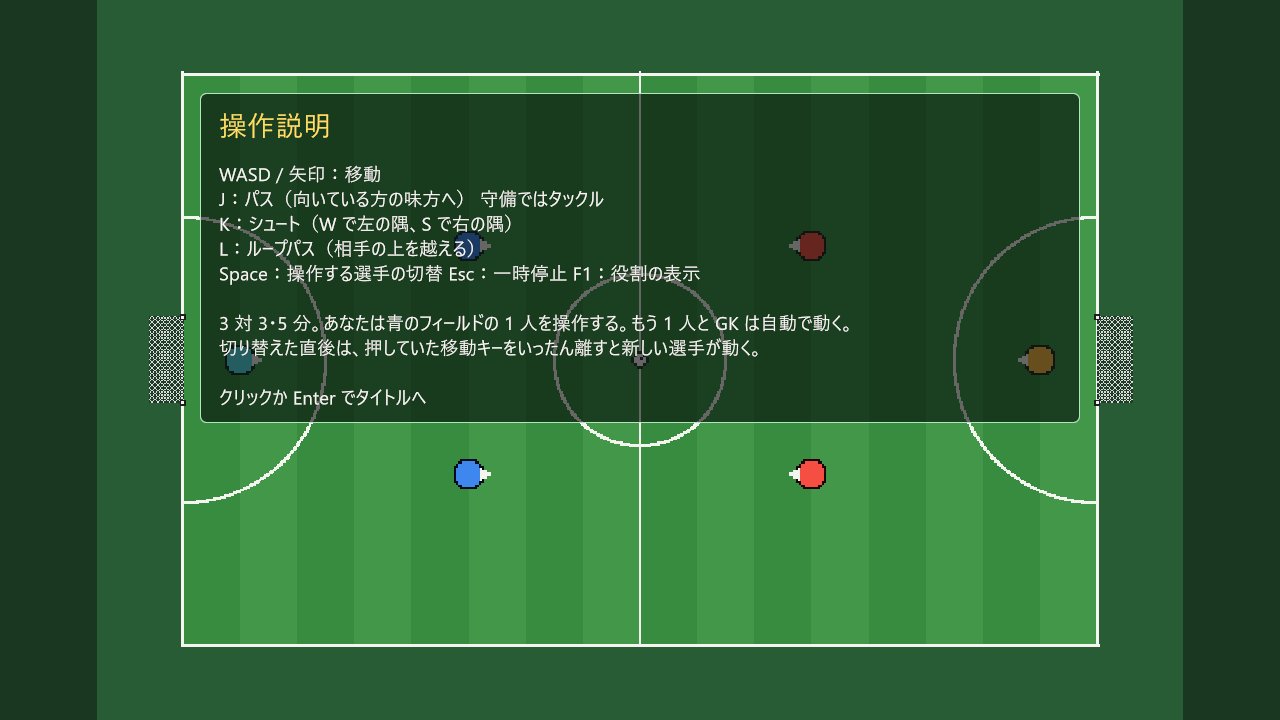 操作説明
WASD / 矢印：移動
J：パス（向いている方の味方へ） 守備ではタックル
K：シュート（W で左の隅、S で右の隅）
L：ループパス（相手の上を越える）
Space：操作する選手の切替 Esc：一時停止 F1：役割の表示
3 対 3・5 分。あなたは青のフィールドの 1 人を操作する。もう 1 人と GK は自動で動く。
切り替えた直後は、押していた移動キーをいったん離すと新しい選手が動く。
クリックか Enter でタイトルへ